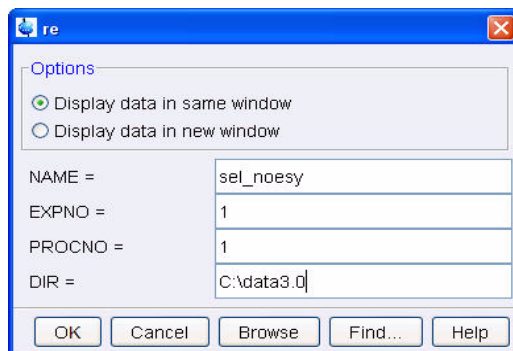 re
Options
Display data in same window
Display data in new window
NAME = sel_noesy
EXPNO = 1
PROCNO = 1
DIR = C:\data3.0
OK Cancel Browse Find... Help